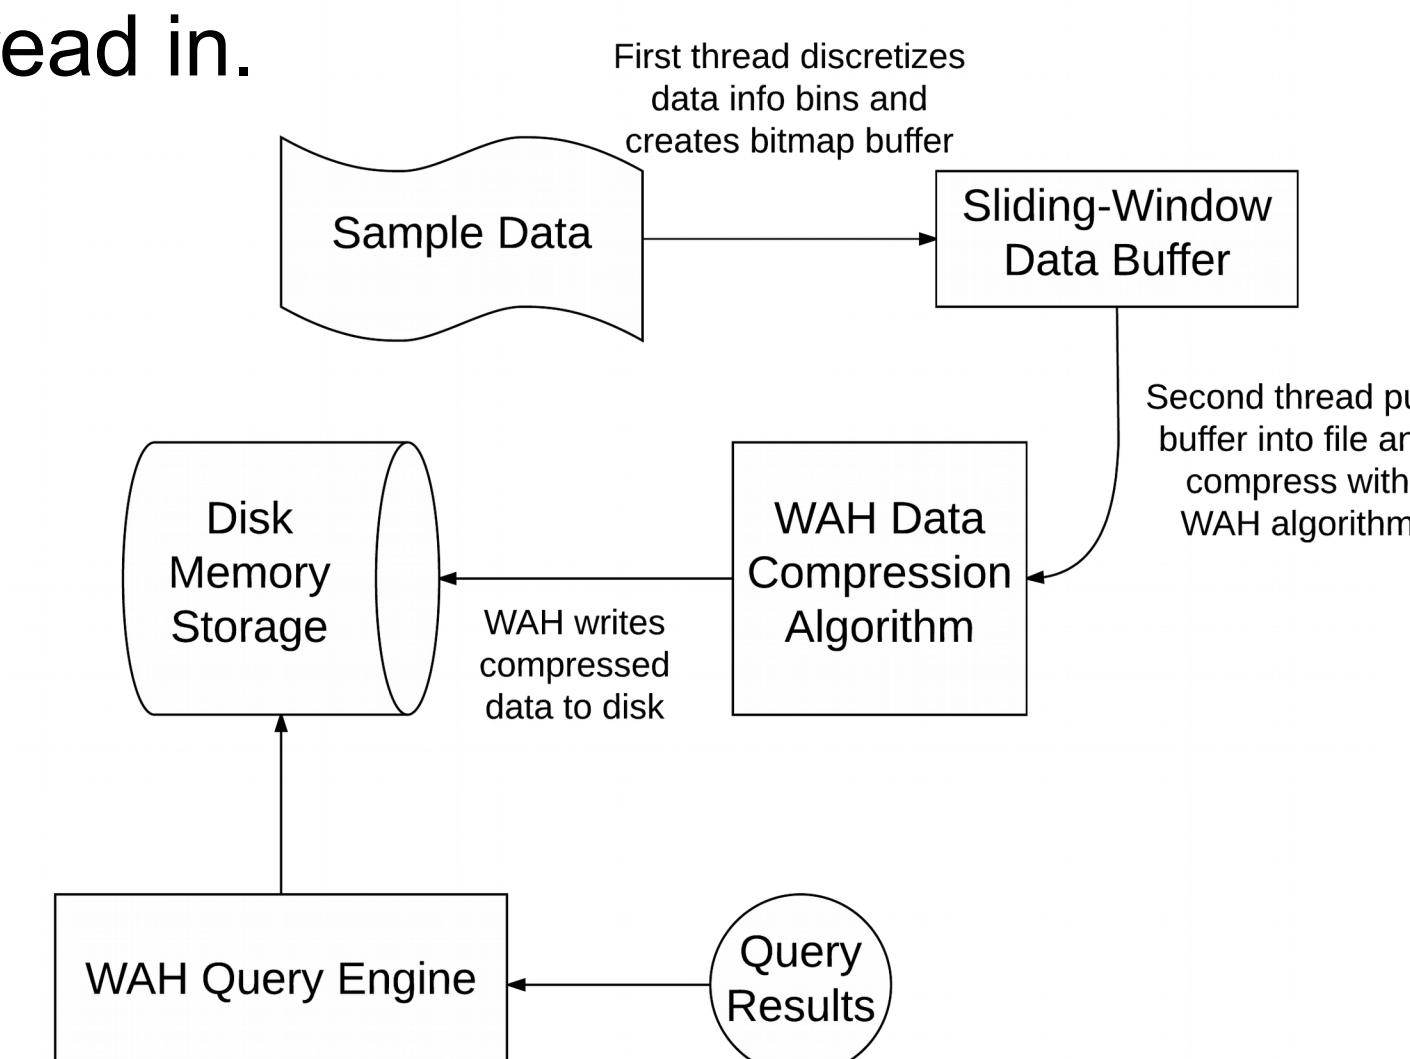 ead in.
First thread discretizes
data info bins and
creates bitmap buffer
Sample Data
Sliding-Window
Data Buffer
Second thread
buffer into file
compress with
WAH algorithm
Disk
Memory
Storage
WAH Data
Compression
Algorithm
WAH writes
compressed
data to disk
WAH Query Engine
Query
Results